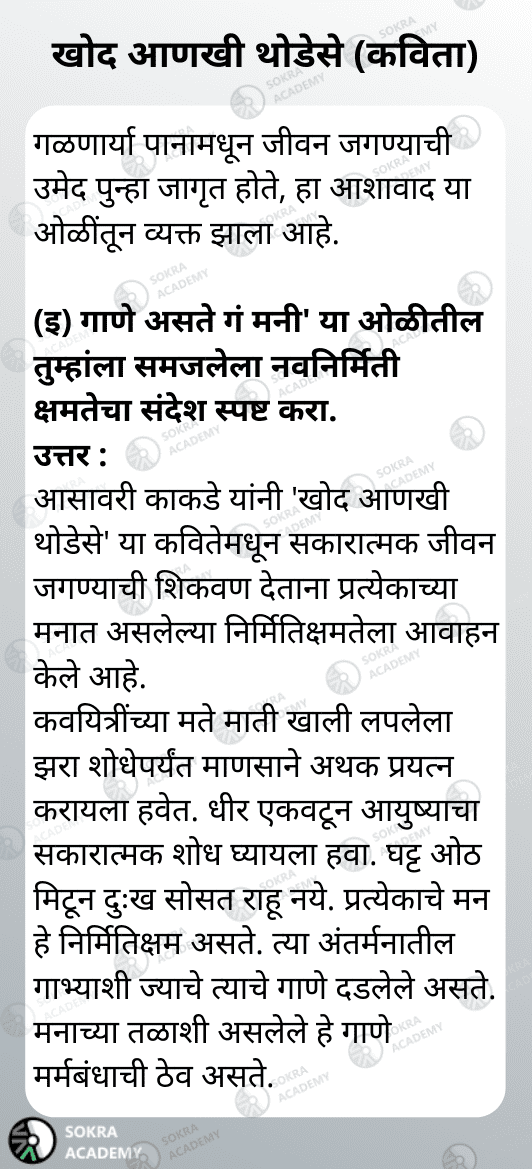 खोद आणखी थोडेसे (कविता)
गळणार्या पानामधून जीवन जगण्याची
उमेद पुन्हा जागृत होते, हा आशावाद या
ओळींतून व्यक्त झाला आहे.
(इ) गाणे असते गं मनी' या ओळीतील
तुम्हांला समजलेला नवनिर्मिती
क्षमतेचा संदेश स्पष्ट करा.
उत्तर :
आसावरी काकडे यांनी 'खोद आणखी
थोडेसे' या कवितेमधून सकारात्मक जीवन
जगण्याची शिकवण देताना प्रत्येकाच्या
मनात असलेल्या निर्मितिक्षमतेला आवाहन
केले आहे.
कवयित्रींच्या मते माती खाली लपलेला
झरा शोधेपर्यंत माणसाने अथक प्रयत्न
करायला हवेत. धीर एकवटून आयुष्याचा
सकारात्मक शोध घ्यायला हवा. घट्ट ओठ
मिटून दुःख सोसत राहू नये. प्रत्येकाचे मन
हे निर्मितिक्षम असते. त्या अंतर्मनातील
गाभ्याशी ज्याचे त्याचे गाणे दडलेले असते.
मनाच्या तळाशी असलेले हे गाणे
मर्मबंधाची ठेव असते.
SOKRA
ACADEMY